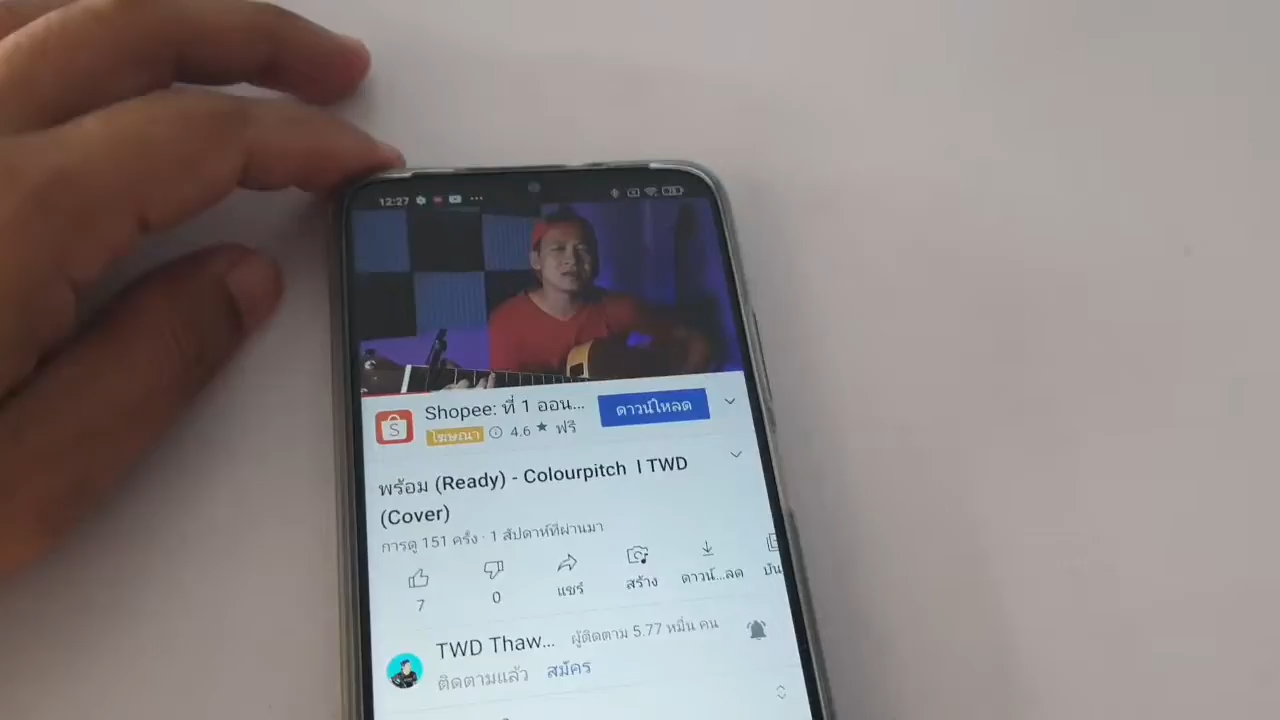 12:27
Shopee: ที่ 1 ออน...
ดาวน์โหลด
โฆษณา 4.6 ★ ฟรี
พร้อม (Ready) - Colourpitch I TWD
(Cover)
การดู 151 ครั้ง · 1 สัปดาห์ที่ผ่านมา
7 0 แชร์ สร้าง ดาวน์...ลด บัน
TWD Thaw... ผู้ติดตาม 5.77 หมื่น คน
ติดตามแล้ว สมัคร